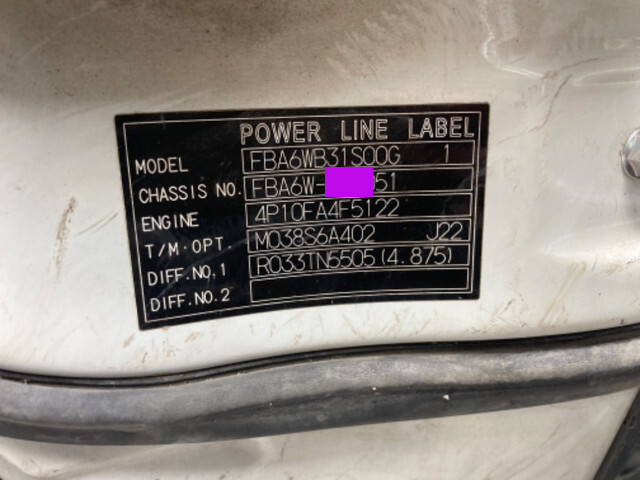 POWER LINE LABEL
MODEL FBA6WB31S00G 1
CHASSIS NO. FBA6W- 51
ENGINE 4P10FA4F5122
T/M·OPT. M038S6A402 J22
DIFF.NO.1 R033TN5505(4.875)
DIFF.NO.2